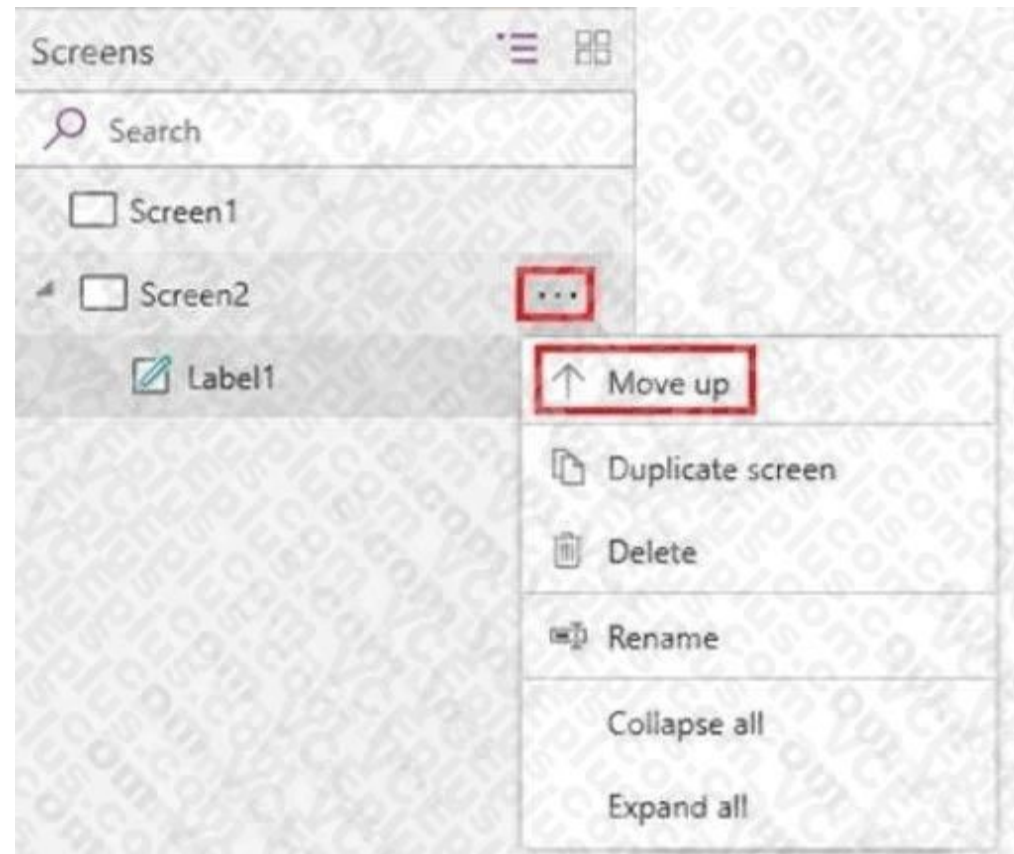 Screens
Search
Screen1
Screen2
...
Label1
Move up
Duplicate screen
Delete
Rename
Collapse all
Expand all